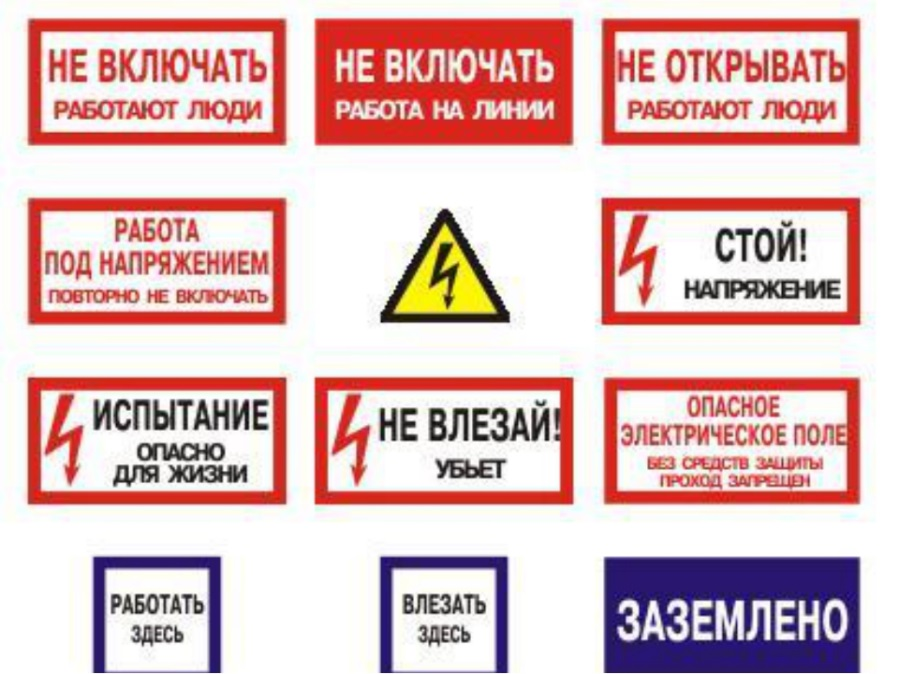 НЕ ВКЛЮЧАТЬ
РАБОТАЮТ ЛЮДИ
НЕ ВКЛЮЧАТЬ
РАБОТА НА ЛИНИИ
НЕ ОТКРЫВАТЬ
РАБОТАЮТ ЛЮДИ
РАБОТА
ПОД НАПРЯЖЕНИЕМ
ПОВТОРНО НЕ ВКЛЮЧАТЬ
СТОЙ!
НАПРЯЖЕНИЕ
ИСПЫТАНИЕ
ОПАСНО
ДЛЯ ЖИЗНИ
НЕ ВЛЕЗАЙ!
УБЬЕТ
ОПАСНОЕ
ЭЛЕКТРИЧЕСКОЕ ПОЛЕ
БЕЗ СРЕДСТВ ЗАЩИТЫ
ПРОХОД ЗАПРЕЩЕН
РАБОТАТЬ
ЗДЕСЬ
ВЛЕЗАТЬ
ЗДЕСЬ
ЗАЗЕМЛЕНО